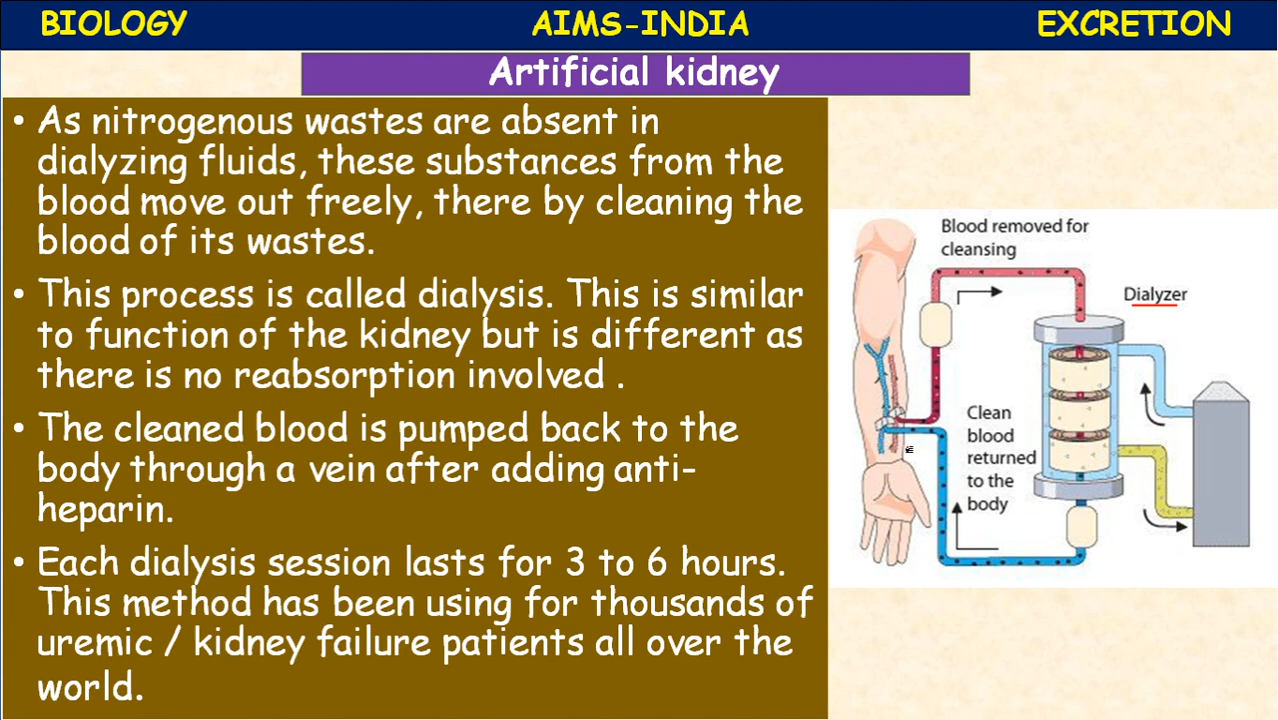 BIOLOGY AIMS-INDIA EXCRETION
Artificial kidney
• As nitrogenous wastes are absent in
dialyzing fluids, these substances from the
blood move out freely, there by cleaning the
blood of its wastes.
• This process is called dialysis. This is similar
to function of the kidney but is different as
there is no reabsorption involved .
• The cleaned blood is pumped back to the
body through a vein after adding anti-
heparin.
• Each dialysis session lasts for 3 to 6 hours.
This method has been using for thousands of
uremic / kidney failure patients all over the
world.
Blood removed for
cleansing
Dialyzer
Clean
blood
returned
to the
body